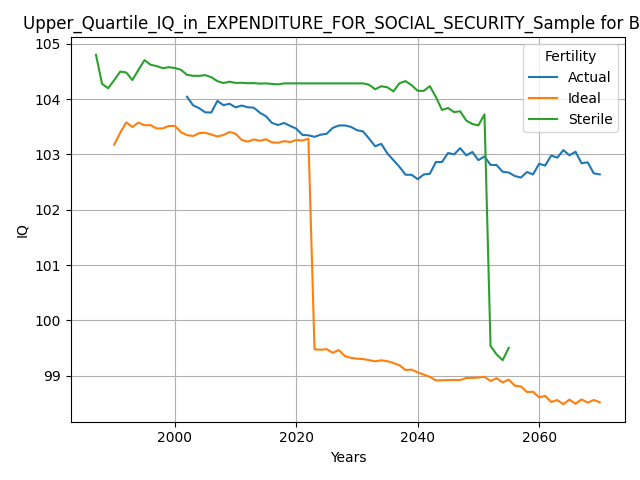 Upper_Quartile_IQ_in_EXPENDITURE_FOR_SOCIAL_SECURITY_Sample for B
Fertility
Actual
Ideal
Sterile
105
104
103
102
101
100
99
IQ
2000 2020 2040 2060
Years